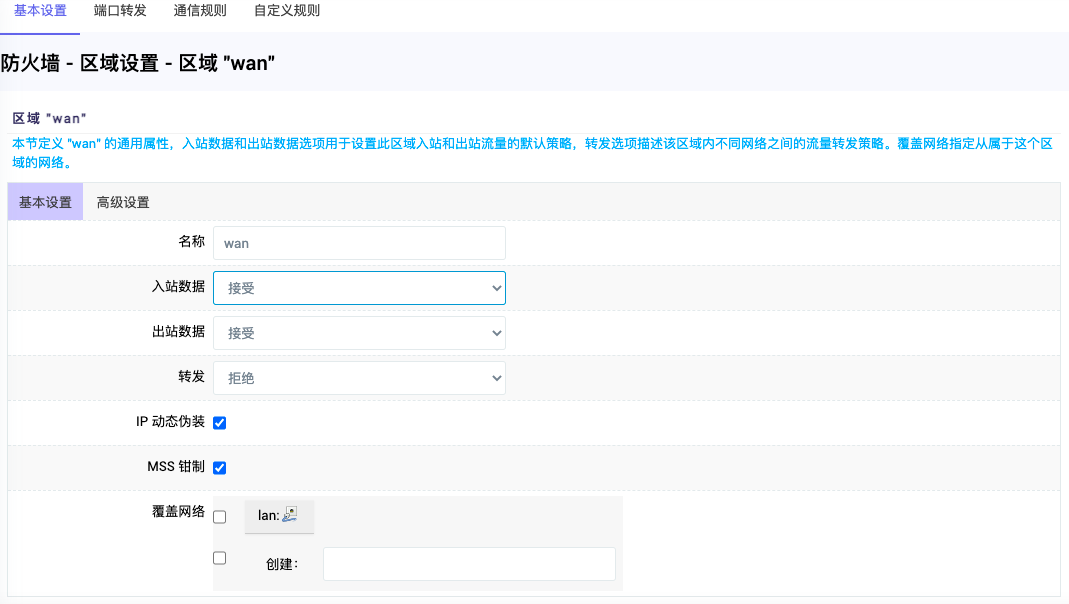 基本设置 端口转发 通信规则 自定义规则
防火墙 - 区域设置 - 区域 "wan"
区域 "wan"
本节定义 "wan" 的通用属性，入站数据和出站数据选项用于设置此区域入站和出站流量的默认策略，转发选项描述该区域内不同网络之间的流量转发策略。覆盖网络指定从属于这个区
域的网络。
基本设置 高级设置
名称 wan
入站数据 接受
出站数据 接受
转发 拒绝
IP 动态伪装
MSS 钳制
覆盖网络 lan:
创建：